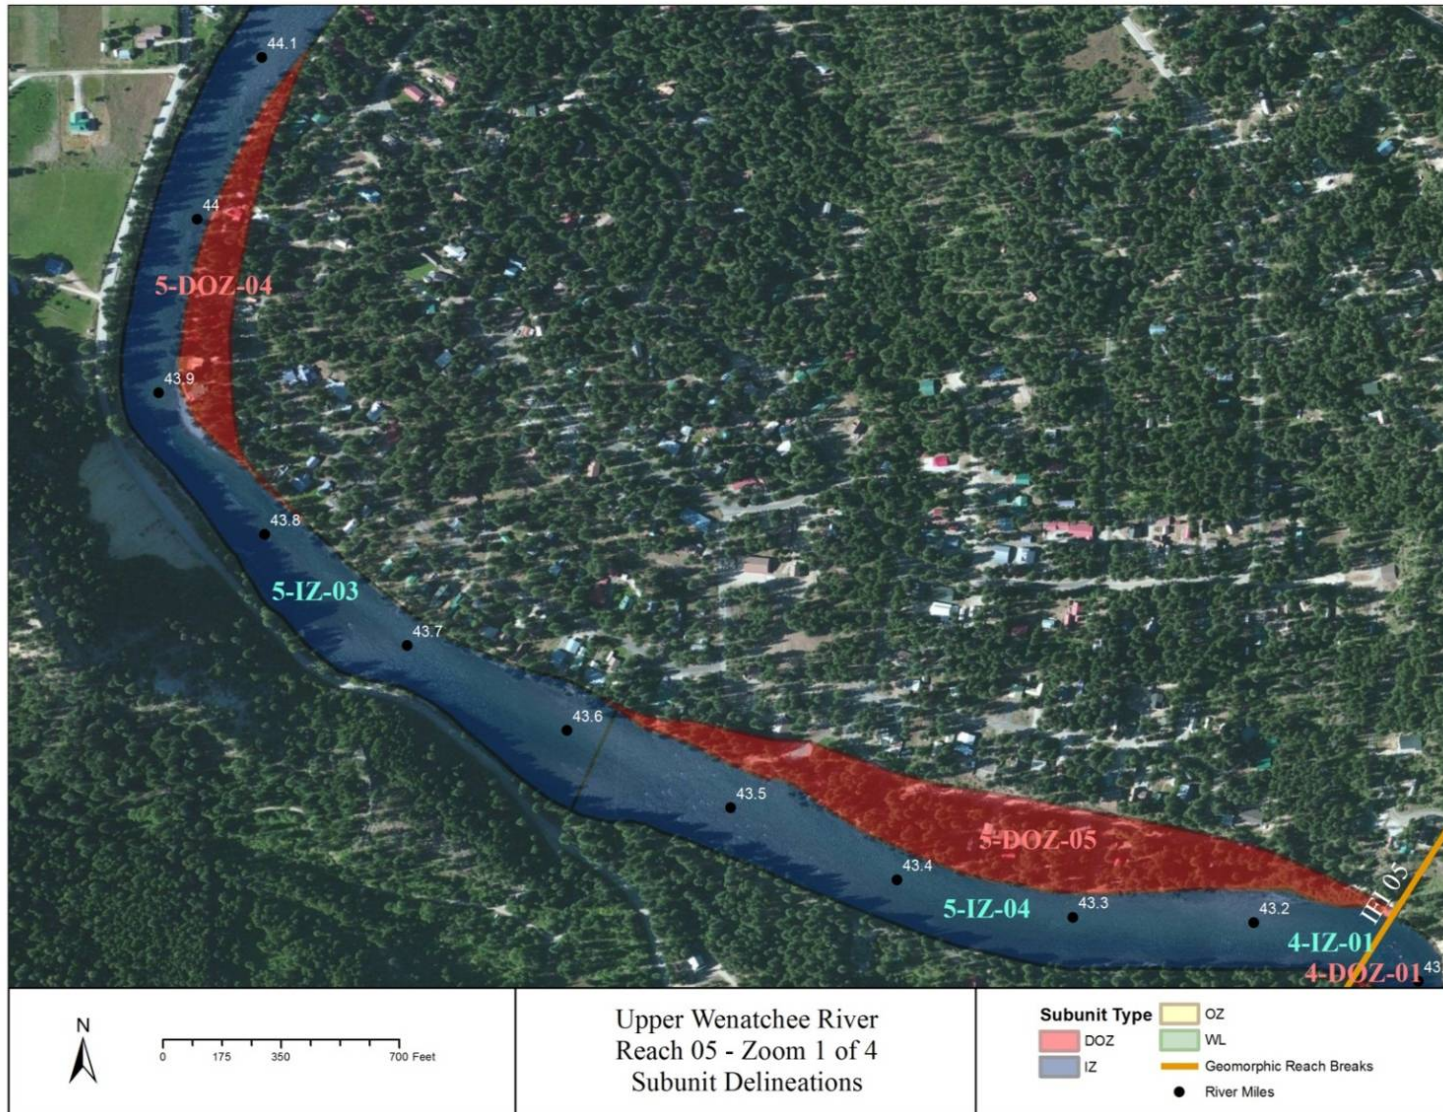 44.1
44
5-DOZ-04
43.9
43.8
5-IZ-03
43.7
43.6
43.5
5-DOZ-05
43.4
5-IZ-04
43.3
43.2
4-IZ-01
4-DOZ-01
43.
N
0 175 350 700 Feet
Upper Wenatchee River
Reach 05 - Zoom 1 of 4
Subunit Delineations
Subunit Type
DOZ
IZ
OZ
WL
Geomorphic Reach Breaks
River Miles